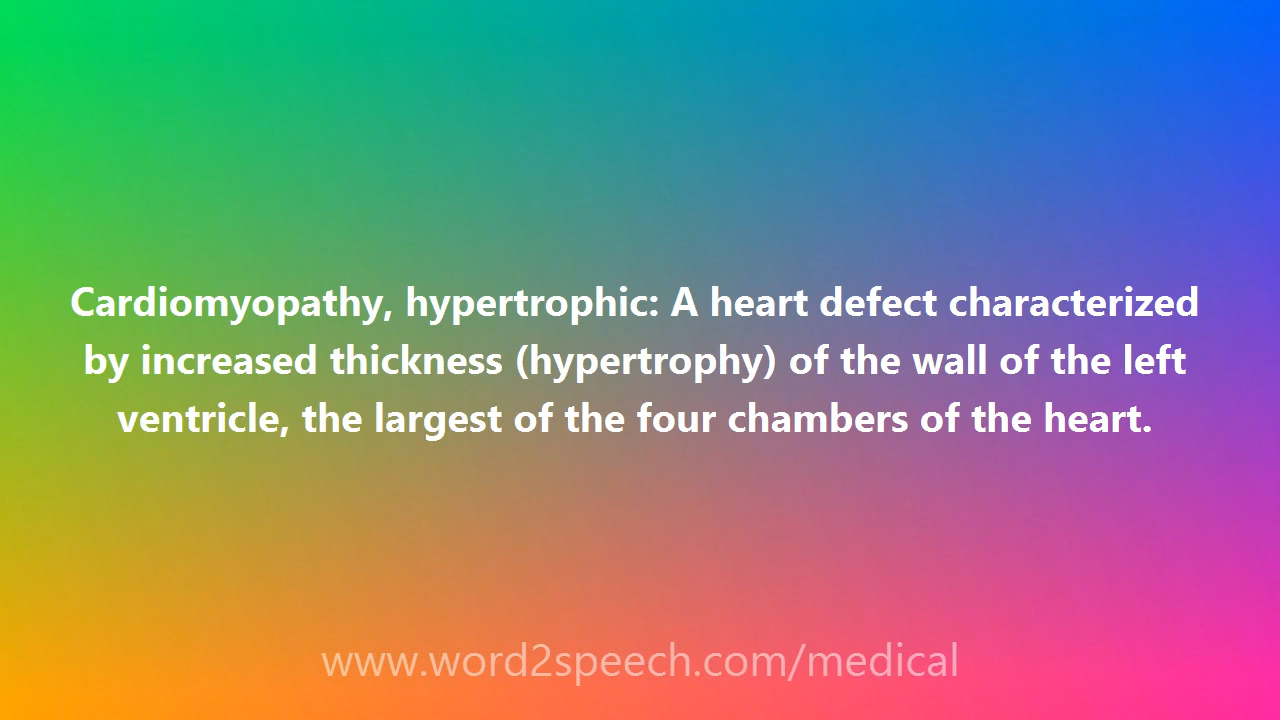 Cardiomyopathy, hypertrophic: A heart defect characterized
by increased thickness (hypertrophy) of the wall of the left
ventricle, the largest of the four chambers of the heart.
www.word2speech.com/medical